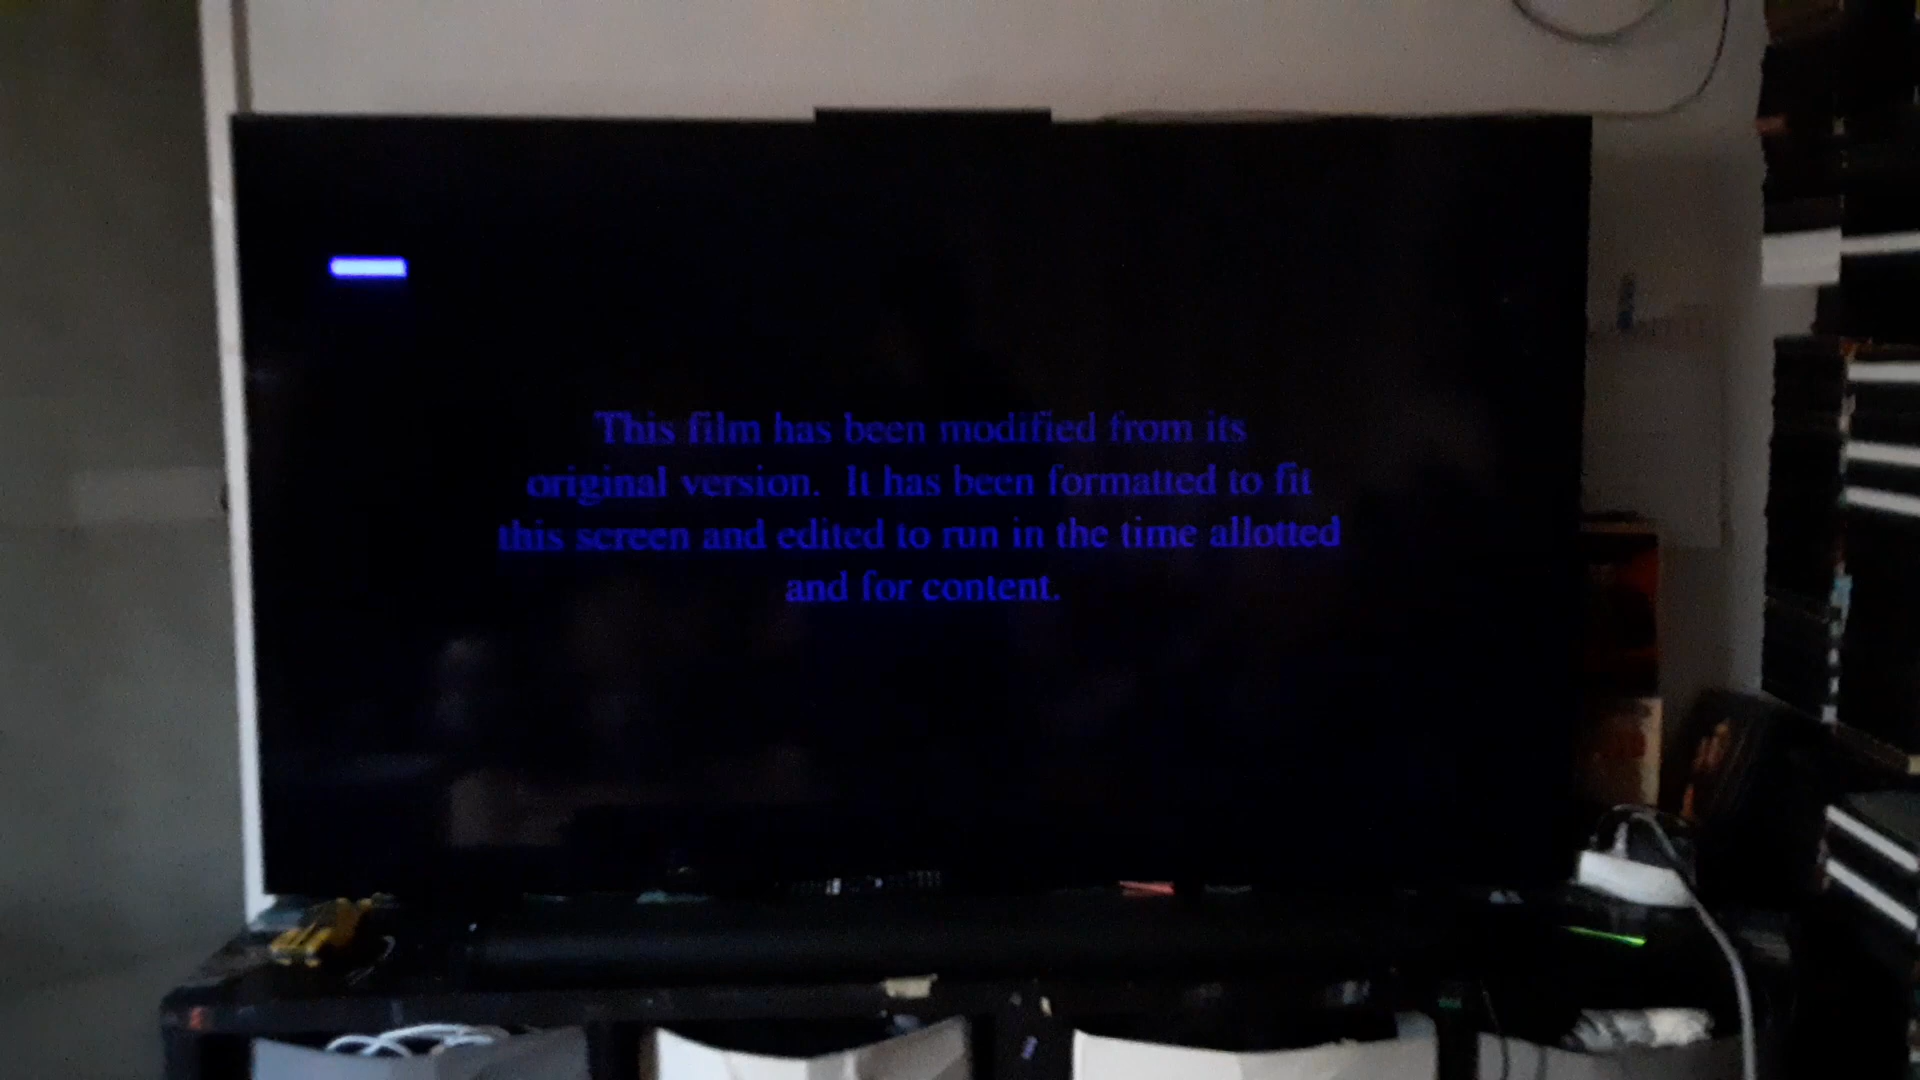 This film has been modified from its
original version. It has been formatted to fit
this screen and edited to run in the time allotted
and for content.